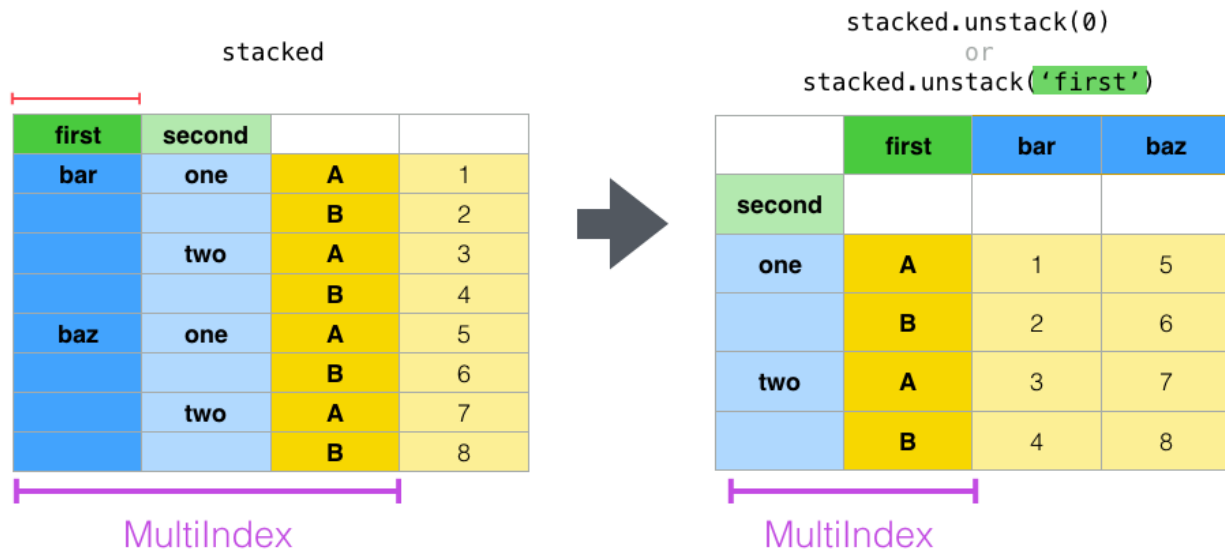 stacked
first second
bar one A 1
B 2
two A 3
B 4
baz one A 5
B 6
two A 7
B 8
MultiIndex
stacked.unstack(0)
or
stacked.unstack(‘first’)
first bar baz
second
one A 1 5
B 2 6
two A 3 7
B 4 8
MultiIndex